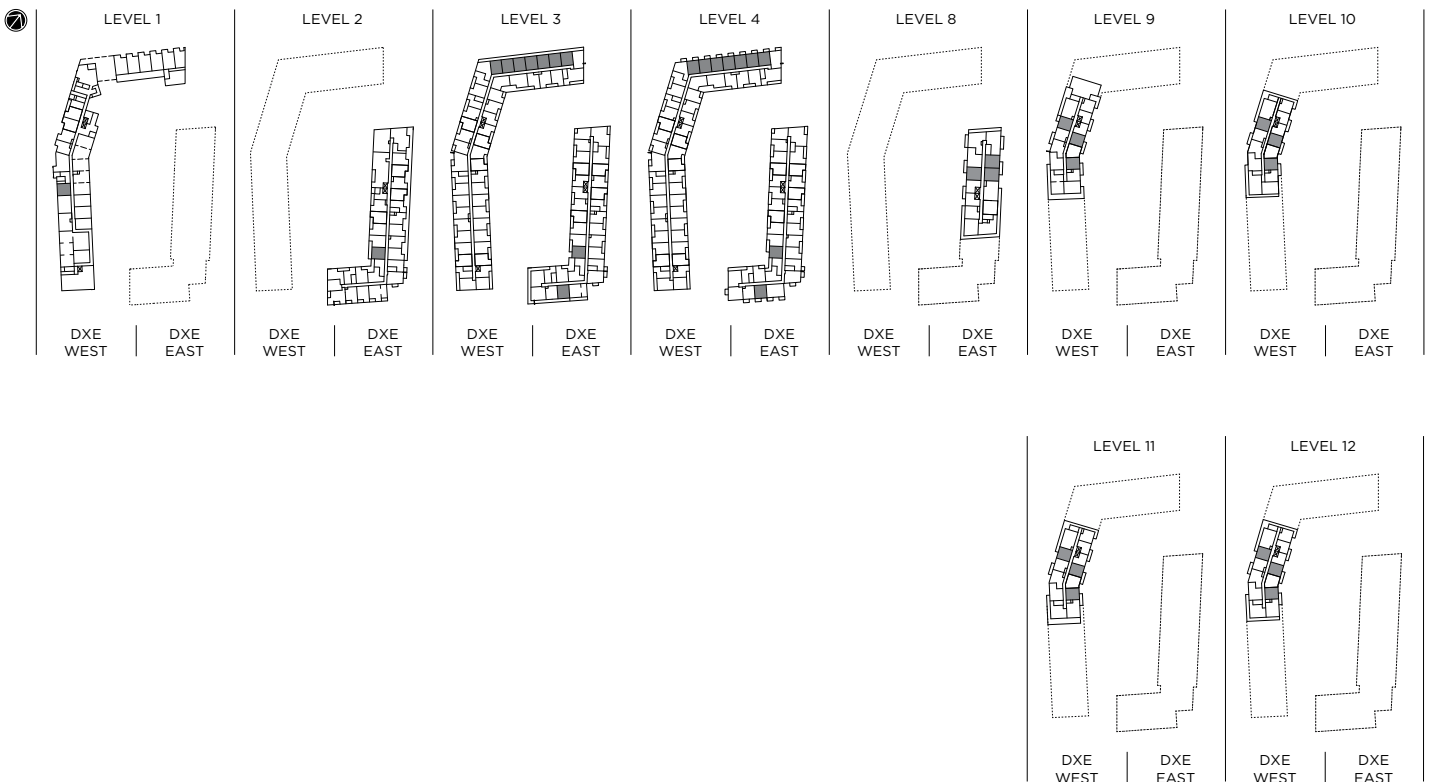 LEVEL 1
LEVEL 2
LEVEL 3
LEVEL 4
LEVEL 8
LEVEL 9
LEVEL 10
DXE
WEST
DXE
EAST
DXE
WEST
DXE
EAST
DXE
WEST
DXE
EAST
DXE
WEST
DXE
EAST
DXE
WEST
DXE
EAST
DXE
WEST
DXE
EAST
DXE
WEST
DXE
EAST
LEVEL 11
LEVEL 12
DXE
WEST
DXE
EAST
DXE
WEST
DXE
EAST